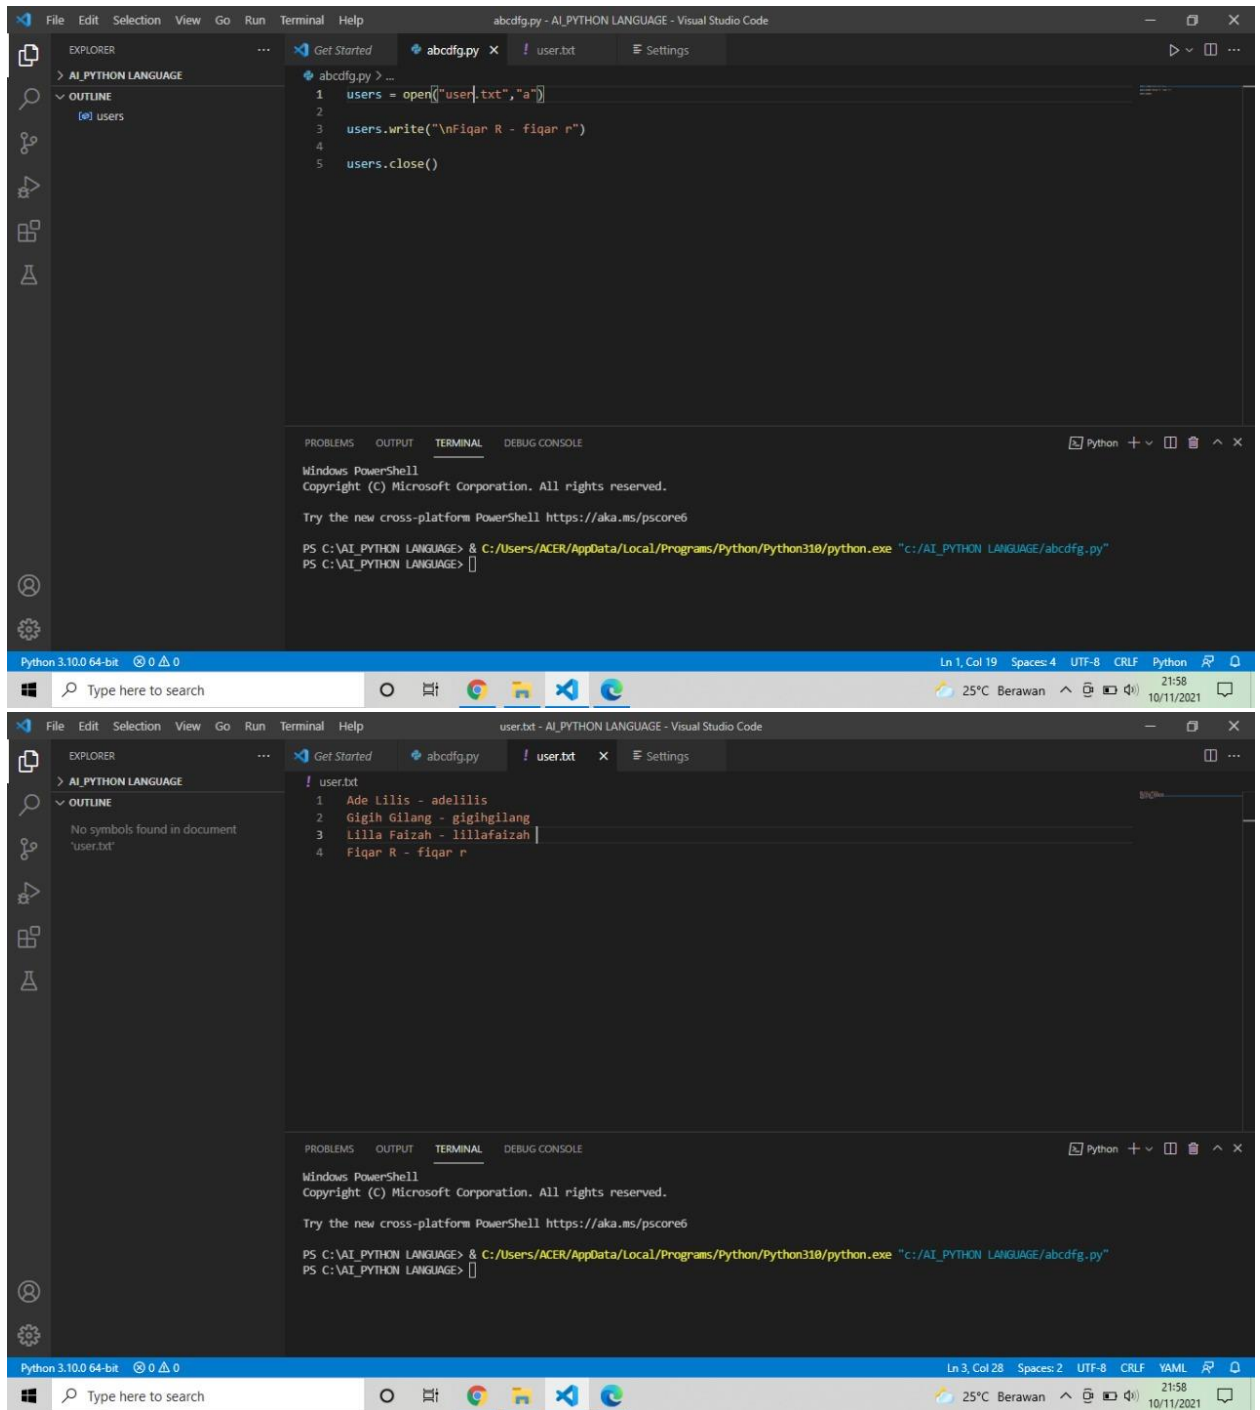 File Edit Selection View Go Run Terminal Help abcdfg.py - AI_PYTHON LANGUAGE - Visual Studio Code
EXPLORER ... Get Started abcdfg.py × user.txt Settings
AI_PYTHON LANGUAGE
OUTLINE
users
abcdfg.py > ...
1 users = open("user.txt","a")
2
3 users.write("\nFiqar R - fiqar r")
4
5 users.close()
PROBLEMS OUTPUT TERMINAL DEBUG CONSOLE Python
Windows PowerShell
Copyright (C) Microsoft Corporation. All rights reserved.
Try the new cross-platform PowerShell https://aka.ms/pscore6
PS C:\AI_PYTHON LANGUAGE> & C:/Users/ACER/AppData/Local/Programs/Python/Python310/python.exe "c:/AI_PYTHON LANGUAGE/abcdfg.py"
PS C:\AI_PYTHON LANGUAGE>
Python 3.10.0 64-bit 0 0 Ln 1, Col 19 Spaces: 4 UTF-8 CRLF Python
Type here to search 25°C Berawan 21:58
10/11/2021
File Edit Selection View Go Run Terminal Help user.txt - AI_PYTHON LANGUAGE - Visual Studio Code
EXPLORER ... Get Started abcdfg.py ! user.txt × Settings
AI_PYTHON LANGUAGE
OUTLINE
No symbols found in document
'user.txt'
! user.txt
1 Ade Lilis - adelilis
2 Gigih Gilang - gigihgilang
3 Lilla Faizah - lillafaizah
4 Fiqar R - fiqar r
PROBLEMS OUTPUT TERMINAL DEBUG CONSOLE Python
Windows PowerShell
Copyright (C) Microsoft Corporation. All rights reserved.
Try the new cross-platform PowerShell https://aka.ms/pscore6
PS C:\AI_PYTHON LANGUAGE> & C:/Users/ACER/AppData/Local/Programs/Python/Python310/python.exe "c:/AI_PYTHON LANGUAGE/abcdfg.py"
PS C:\AI_PYTHON LANGUAGE>
Python 3.10.0 64-bit 0 0 Ln 3, Col 28 Spaces: 2 UTF-8 CRLF YAML
Type here to search 25°C Berawan 21:58
10/11/2021